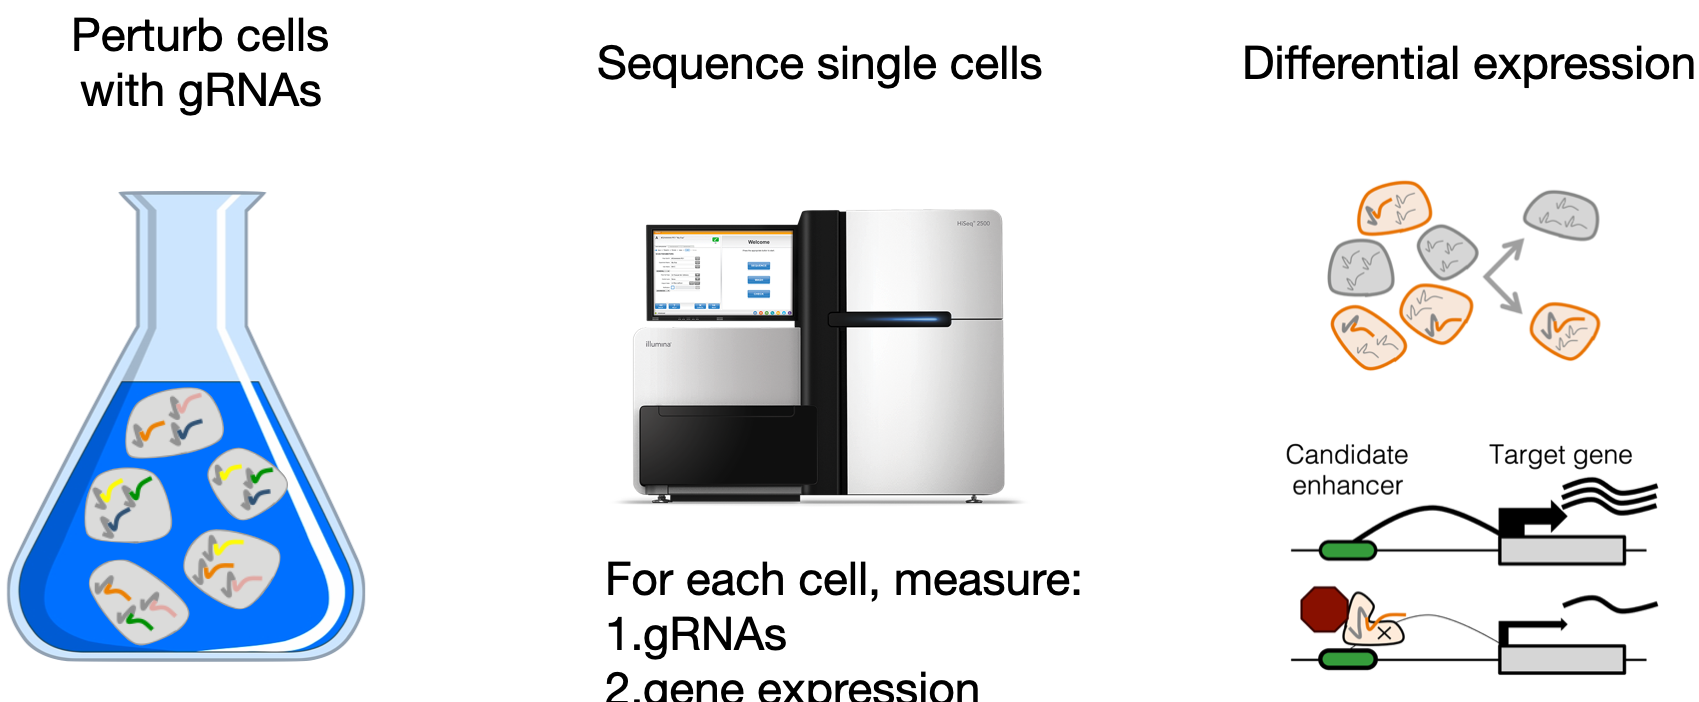 Perturb cells
with gRNAs
Sequence single cells
Differential expression
HiSeq® 2500
Welcome
illumina®
For each cell, measure:
1.gRNAs
2.gene expression
Candidate
enhancer
Target gene